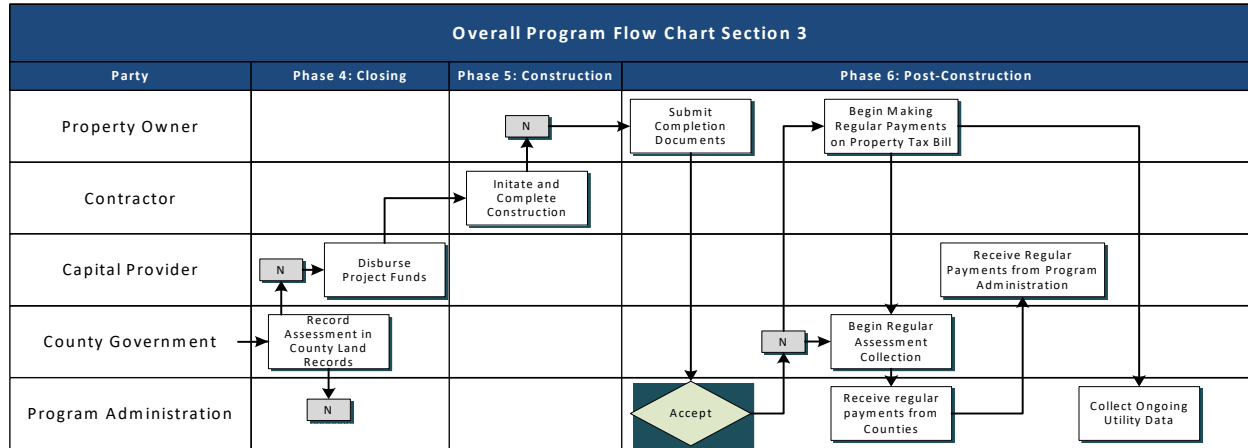 Overall Program Flow Chart Section 3
Party
Phase 4: Closing
Phase 5: Construction
Phase 6: Post-Construction
Property Owner
N
Submit
Completion
Documents
Begin Making
Regular Payments
on Property Tax Bill
Contractor
Initate and
Complete
Construction
Capital Provider
N
Disburse
Project Funds
Receive Regular
Payments from Program
Administration
County Government
Record
Assessment in
County Land
Records
N
Begin Regular
Assessment
Collection
Program Administration
N
Accept
Receive regular
payments from
Counties
Collect Ongoing
Utility Data